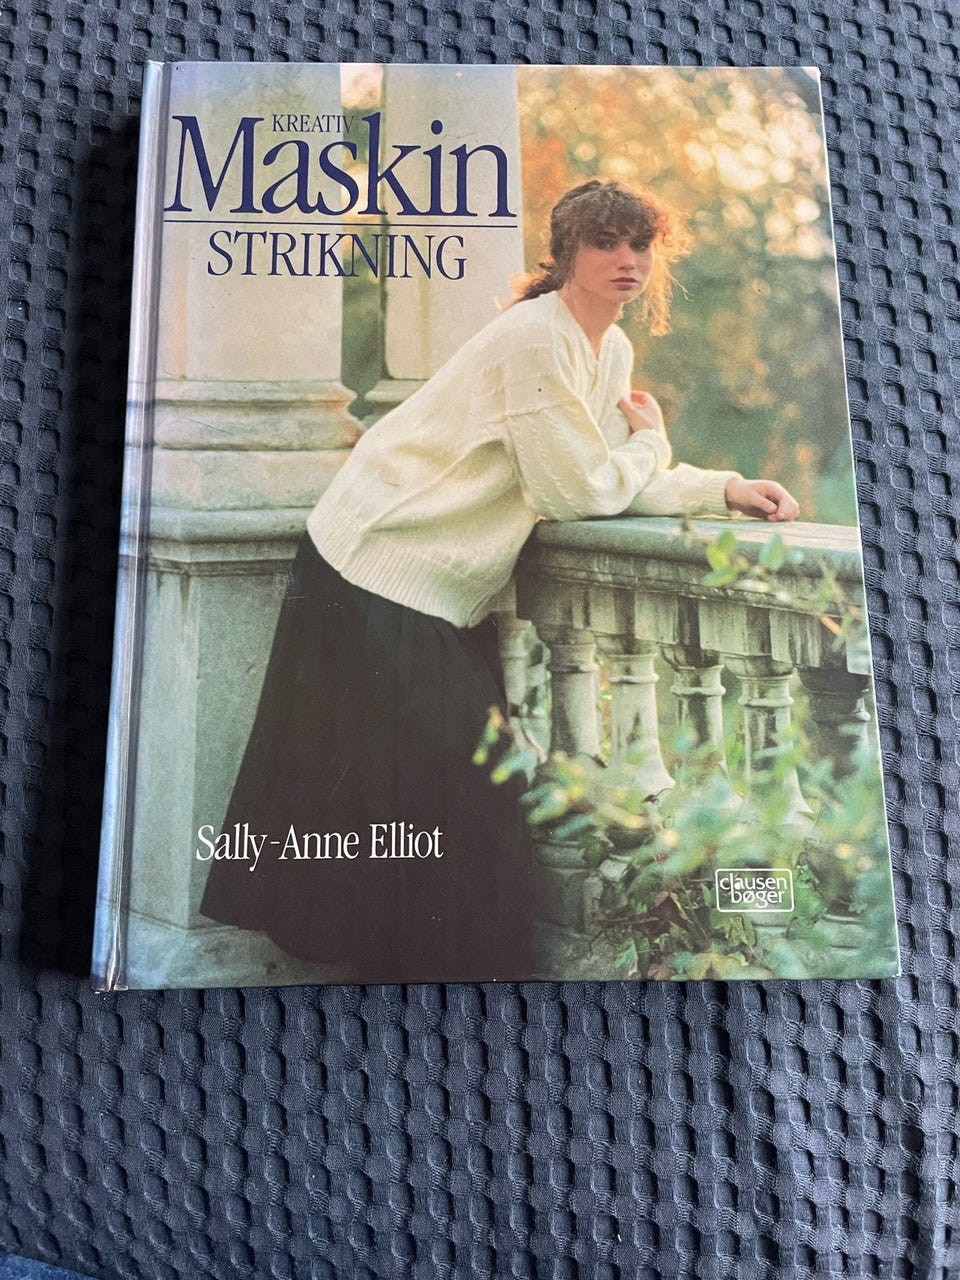 KREATIV
Maskin
STRIKNING
Sally-Anne Elliot
clausen
bøger